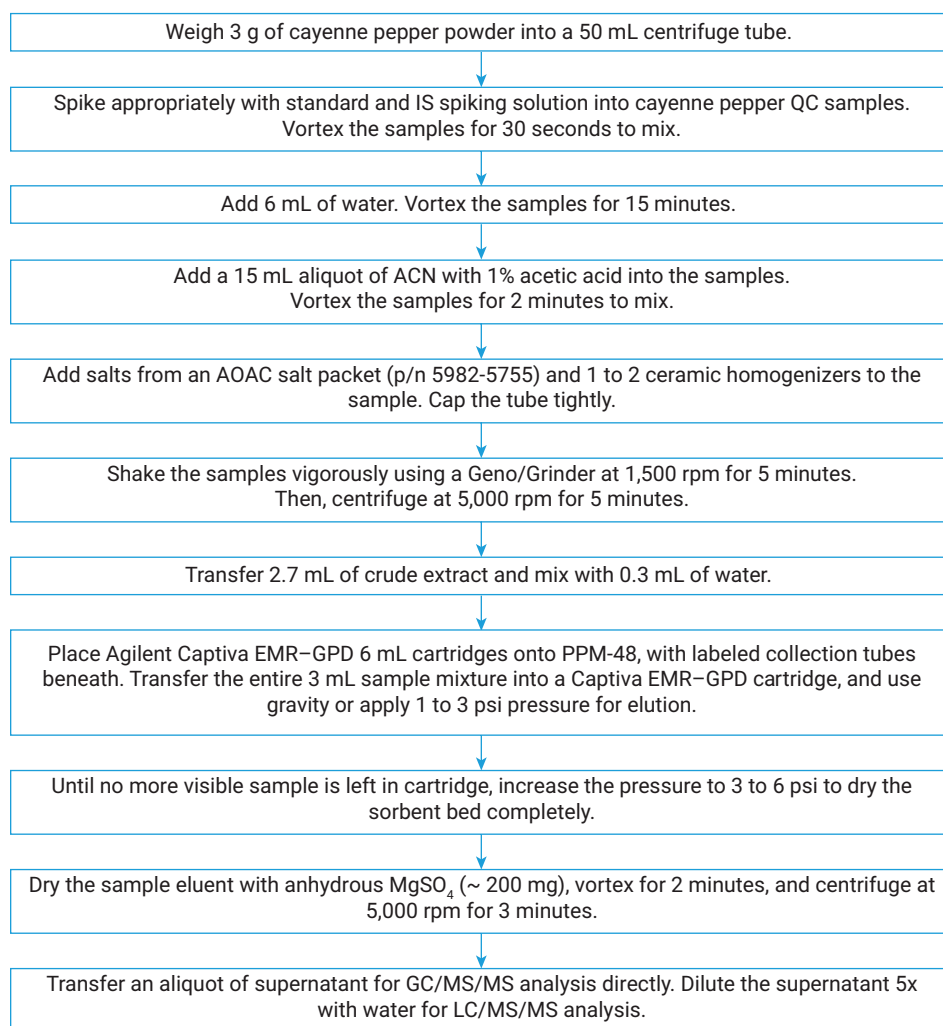 Weigh 3 g of cayenne pepper powder into a 50 mL centrifuge tube.
Spike appropriately with standard and IS spiking solution into cayenne pepper QC samples.
Vortex the samples for 30 seconds to mix.
Add 6 mL of water. Vortex the samples for 15 minutes.
Add a 15 mL aliquot of ACN with 1% acetic acid into the samples.
Vortex the samples for 2 minutes to mix.
Add salts from an AOAC salt packet (p/n 5982-5755) and 1 to 2 ceramic homogenizers to the
sample. Cap the tube tightly.
Shake the samples vigorously using a Geno/Grinder at 1,500 rpm for 5 minutes.
Then, centrifuge at 5,000 rpm for 5 minutes.
Transfer 2.7 mL of crude extract and mix with 0.3 mL of water.
Place Agilent Captiva EMR–GPD 6 mL cartridges onto PPM-48, with labeled collection tubes
beneath. Transfer the entire 3 mL sample mixture into a Captiva EMR–GPD cartridge, and use
gravity or apply 1 to 3 psi pressure for elution.
Until no more visible sample is left in cartridge, increase the pressure to 3 to 6 psi to dry the
sorbent bed completely.
Dry the sample eluent with anhydrous MgSO₄ (~ 200 mg), vortex for 2 minutes, and centrifuge at
5,000 rpm for 3 minutes.
Transfer an aliquot of supernatant for GC/MS/MS analysis directly. Dilute the supernatant 5x
with water for LC/MS/MS analysis.